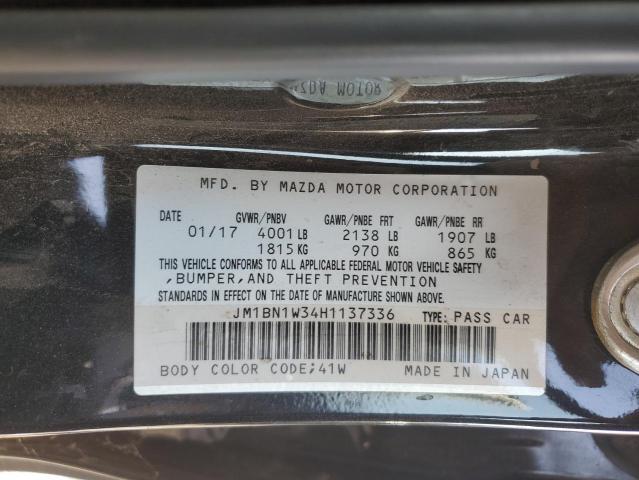 MFD. BY MAZDA MOTOR CORPORATION
DATE GVWR/PNBV GAWR/PNBE FRT GAWR/PNBE RR
01/17 4001 LB 2138 LB 1907 LB
1815 KG 970 KG 865 KG
THIS VEHICLE CONFORMS TO ALL APPLICABLE FEDERAL MOTOR VEHICLE SAFETY
,BUMPER,AND THEFT PREVENTION
STANDARDS IN EFFECT ON THE DATE OF MANUFACTURE SHOWN ABOVE.
JM1BN1W34H1137336 TYPE: PASS CAR
BODY COLOR CODE;41W MADE IN JAPAN